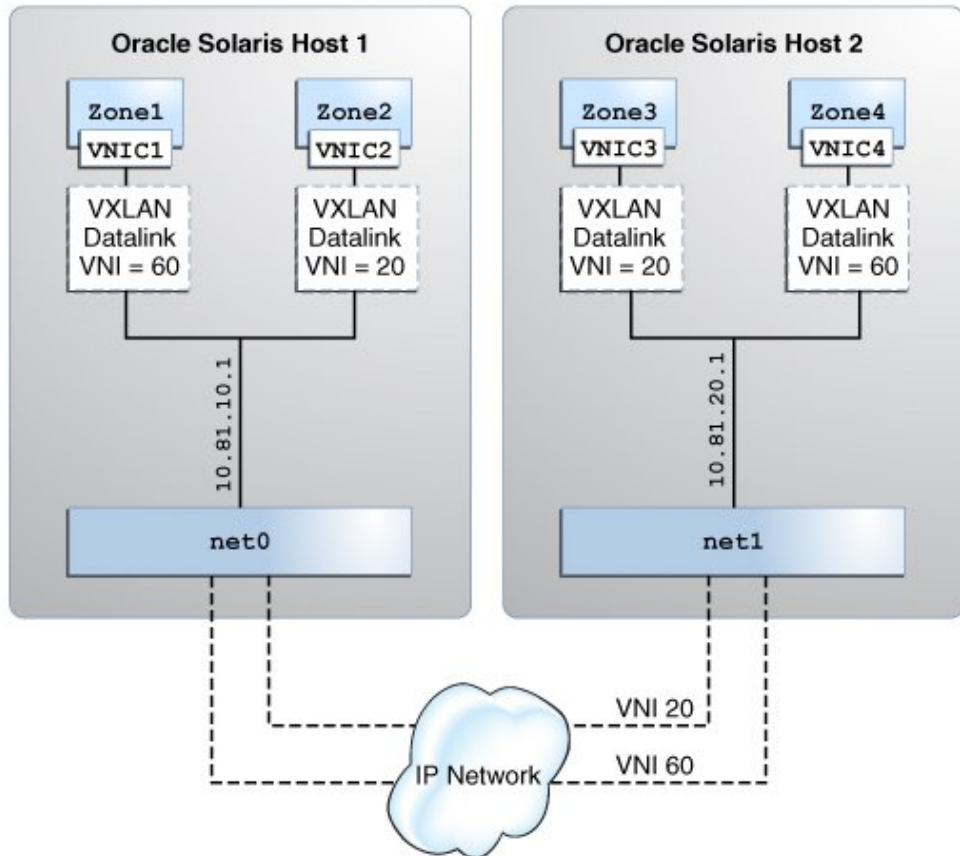 Oracle Solaris Host 1
Zone1
VNIC1
VXLAN
Datalink
VNI = 60
Zone2
VNIC2
VXLAN
Datalink
VNI = 20
10.81.10.1
net0
Oracle Solaris Host 2
Zone3
VNIC3
VXLAN
Datalink
VNI = 20
Zone4
VNIC4
VXLAN
Datalink
VNI = 60
10.81.20.1
net1
IP Network
VNI 20
VNI 60